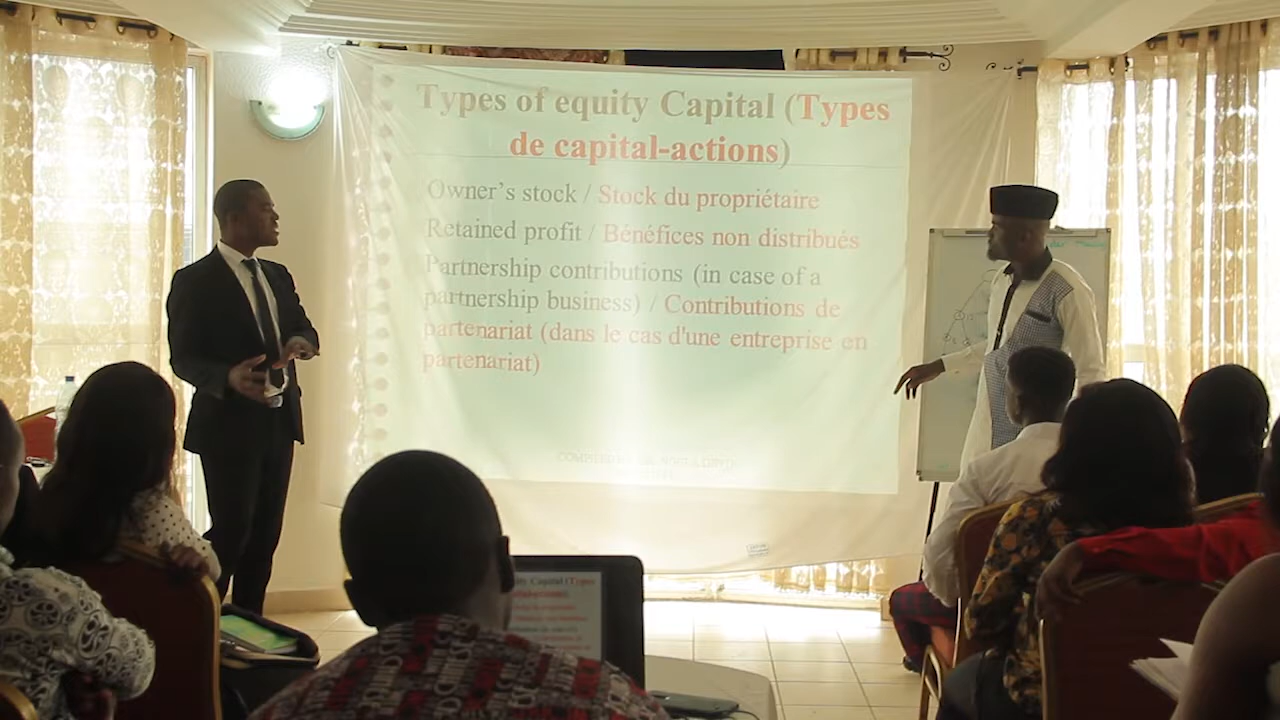 Types of equity Capital (Types
de capital-actions)
Owner's stock / Stock du propriétaire
Retained profit / Bénéfices non distribués
Partnership contributions (in case of a
partnership business) / Contributions de
partenariat (dans le cas d'une entreprise en
partenariat)